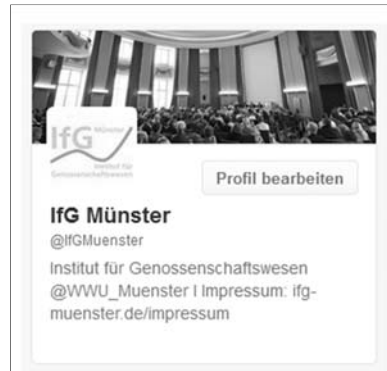 IfG Münster
Institut für
Genossenschaftswesen
Profil bearbeiten
IfG Münster
@IfGMuenster
Institut für Genossenschaftswesen
@WWU_Muenster I Impressum: ifg-
muenster.de/impressum